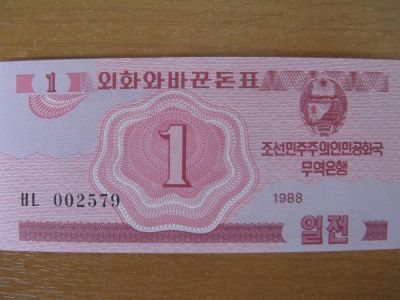 1 외화와바꾼돈표
1
조선민주주의인민공화국
무역은행
ㅂㄴ 002579
1988
일전